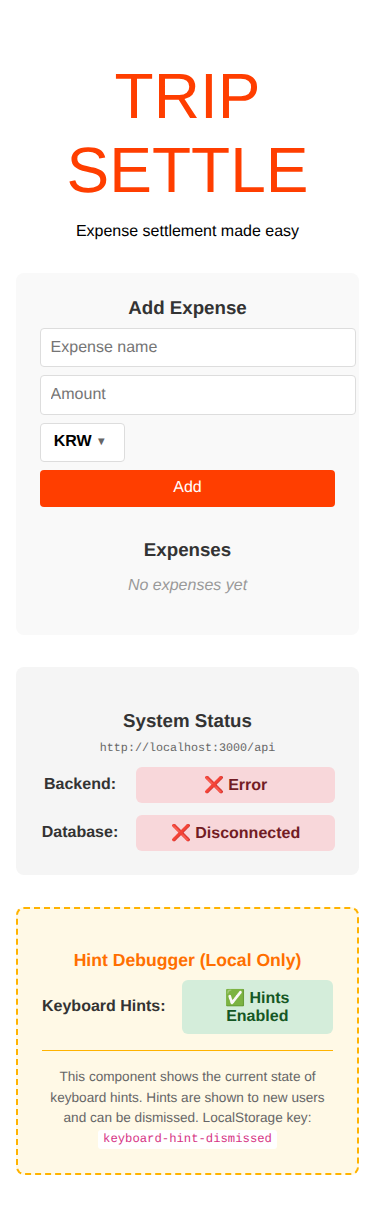 TRIP
SETTLE
Expense settlement made easy
Add Expense
Expense name
Amount
KRW ▼
Add
Expenses
No expenses yet
System Status
http://localhost:3000/api
Backend:
❌ Error
Database:
❌ Disconnected
Hint Debugger (Local Only)
Keyboard Hints:
✅ Hints
Enabled
This component shows the current state of
keyboard hints. Hints are shown to new users
and can be dismissed. LocalStorage key:
keyboard-hint-dismissed